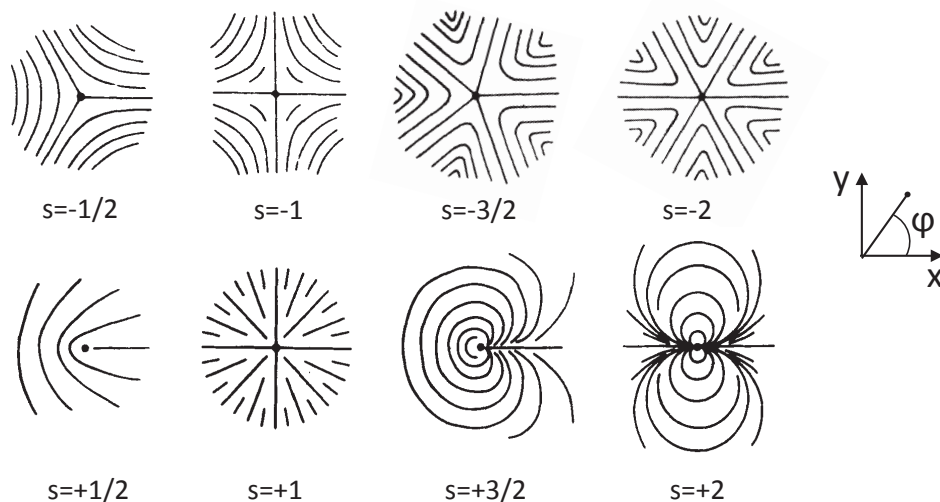 s=-1/2
s=-1
s=-3/2
s=-2
y
φ
x
s=+1/2
s=+1
s=+3/2
s=+2